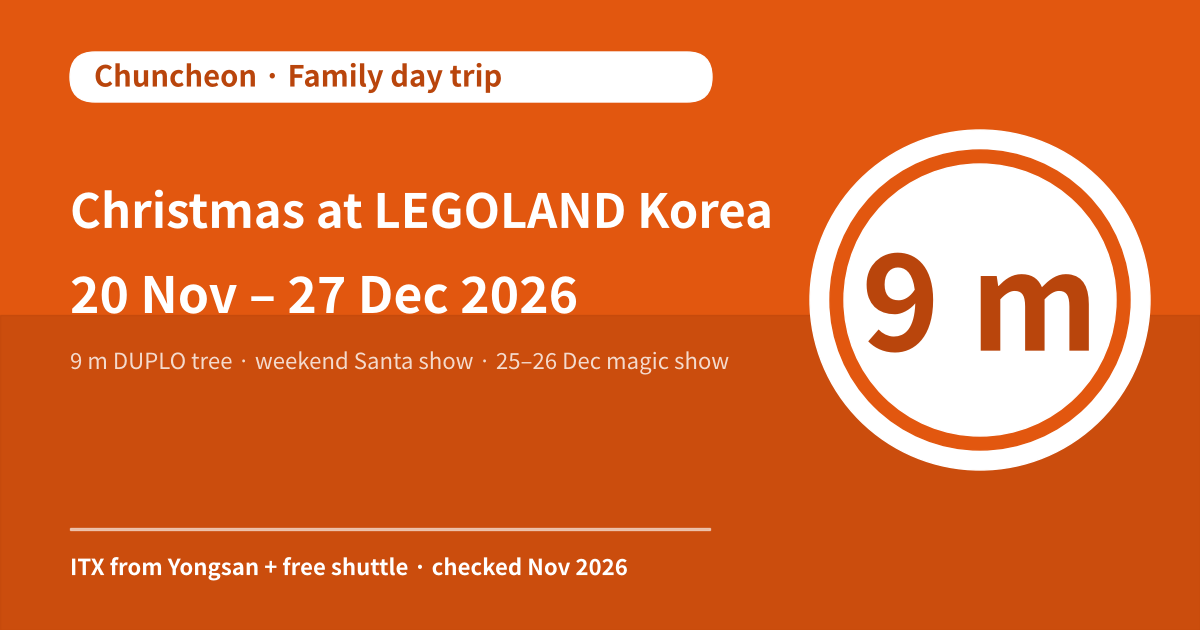 Chuncheon · Family day trip
Christmas at LEGOLAND Korea
20 Nov – 27 Dec 2026
9 m DUPLO tree · weekend Santa show · 25–26 Dec magic show
9 m
ITX from Yongsan + free shuttle · checked Nov 2026